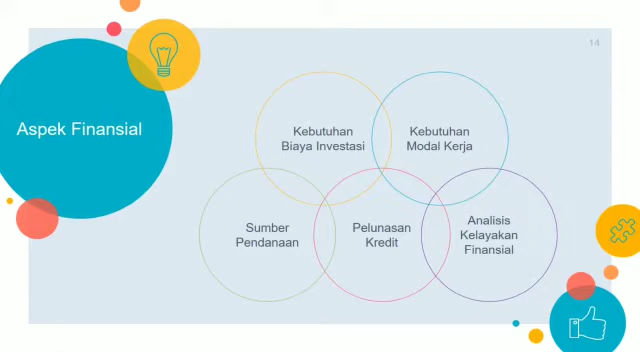 14
Aspek Finansial
Kebutuhan
Biaya Investasi
Kebutuhan
Modal Kerja
Sumber
Pendanaan
Pelunasan
Kredit
Analisis
Kelayakan
Finansial